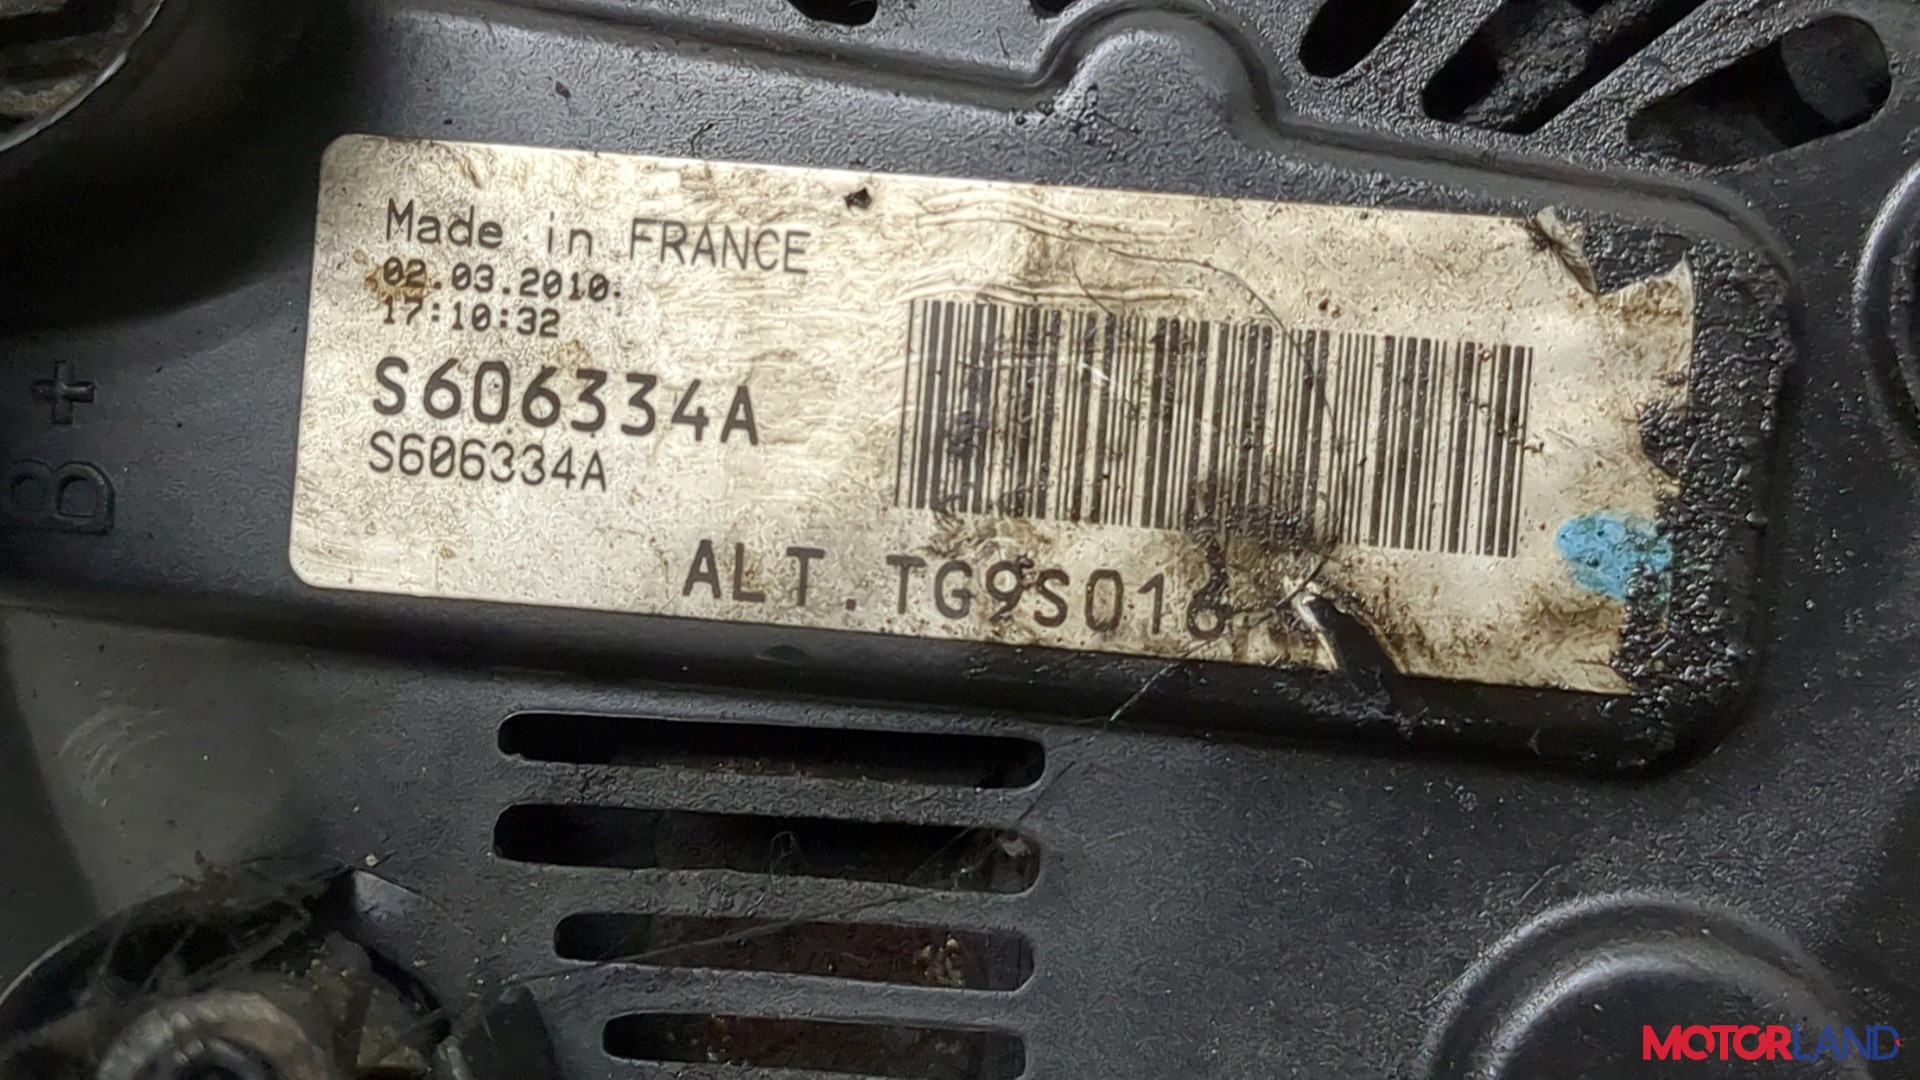 Made in FRANCE
02.03.2010
17:10:32
S606334A
S606334A
ALT. TG9S016
B+
MOTORLAND